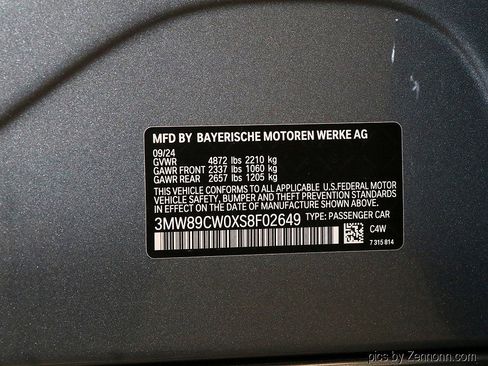 MFD BY BAYERISCHE MOTOREN WERKE AG
09/24
GVWR 4872 lbs 2210 kg
GAWR FRONT 2337 lbs 1060 kg
GAWR REAR 2657 lbs 1205 kg
THIS VEHICLE CONFORMS TO ALL APPLICABLE U.S.FEDERAL MOTOR
VEHICLE SAFETY, BUMPER, AND THEFT PREVENTION STANDARDS
IN EFFECT ON THE DATE OF MANUFACTURE SHOWN ABOVE.
3MW89CW0XS8F02649 TYPE: PASSENGER CAR
C4W
7 315 814
pics by Zennonn.com